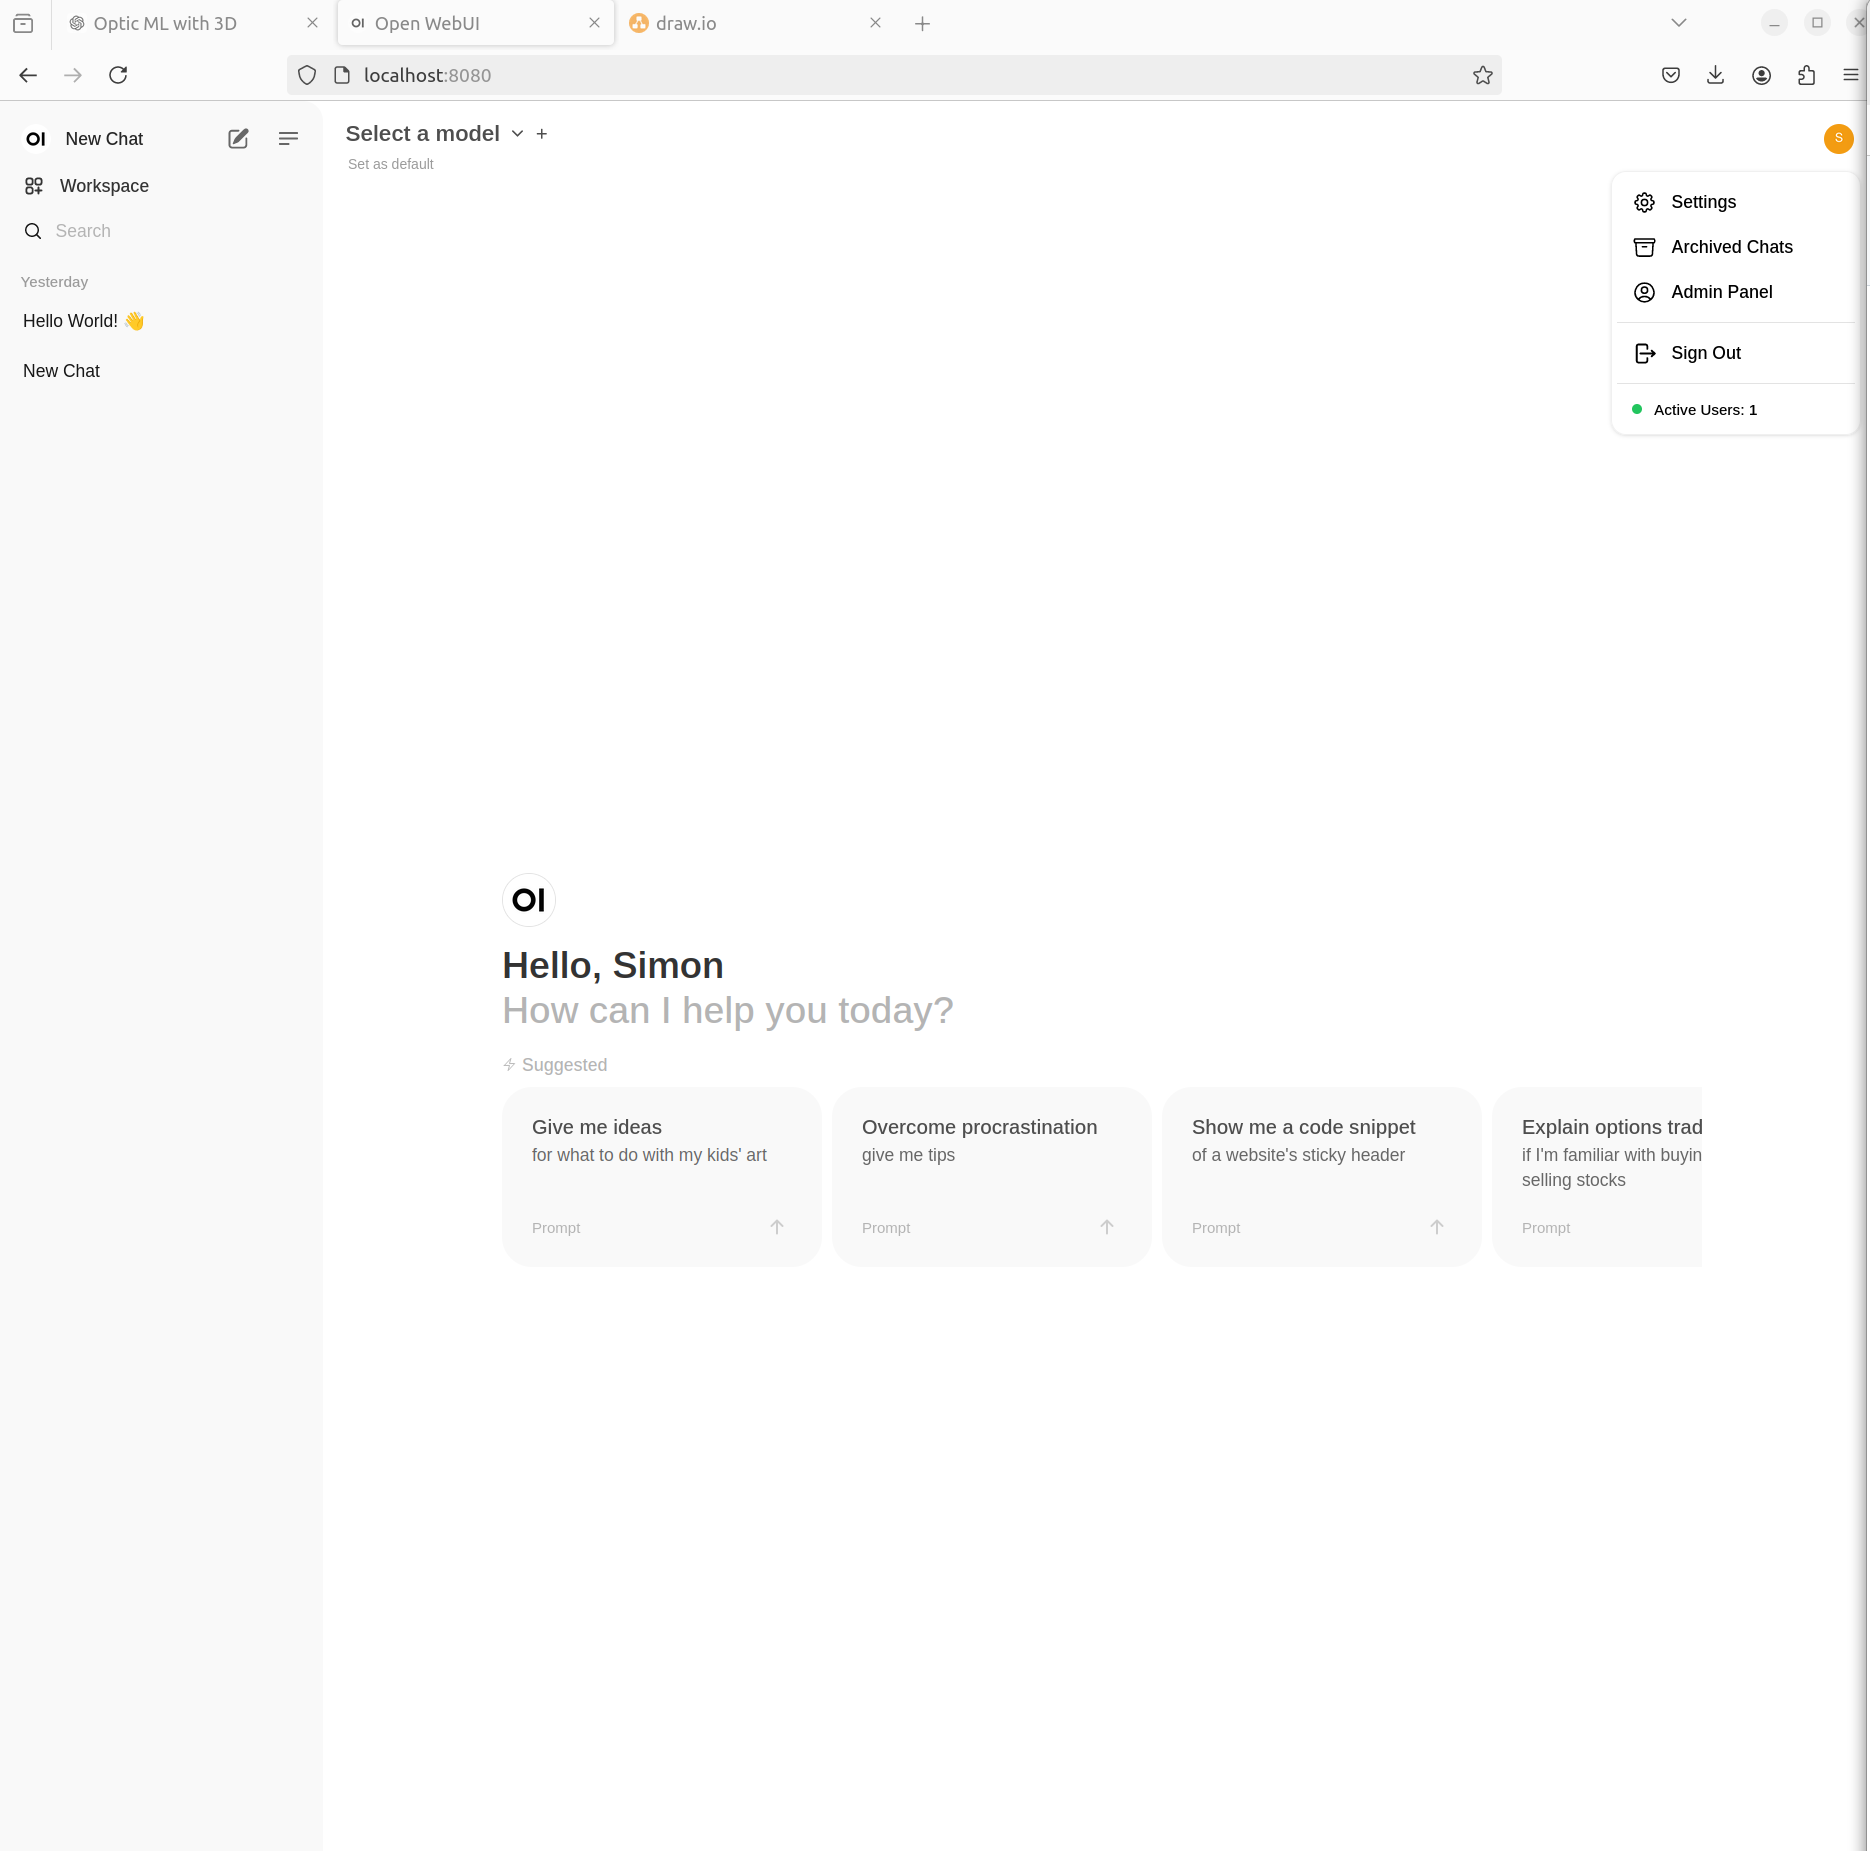 Optic ML with 3D
OI Open WebUI
draw.io
localhost:8080
OI New Chat
Workspace
Search
Yesterday
Hello World! 👋
New Chat
Select a model
Set as default
S
Settings
Archived Chats
Admin Panel
Sign Out
Active Users: 1
OI
Hello, Simon
How can I help you today?
Suggested
Give me ideas
for what to do with my kids' art
Prompt
Overcome procrastination
give me tips
Prompt
Show me a code snippet
of a website's sticky header
Prompt
Explain options trad
if I'm familiar with buyin
selling stocks
Prompt